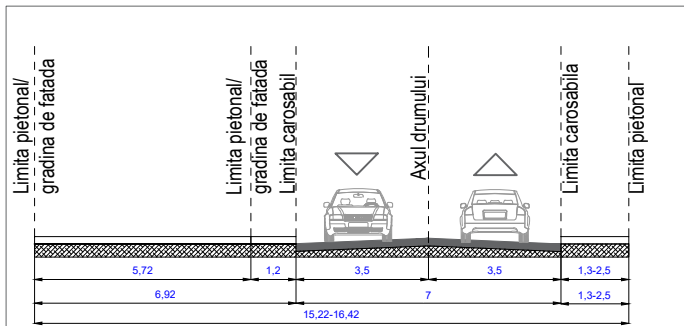 Limita pietonal/
gradina de fatada
Limita pietonal/
gradina de fatada
Limita carosabil
Axul drumului
Limita carosabila
Limita pietonal
5,72
1,2
3,5
3,5
1,3-2,5
6,92
7
1,3-2,5
15,22-16,42